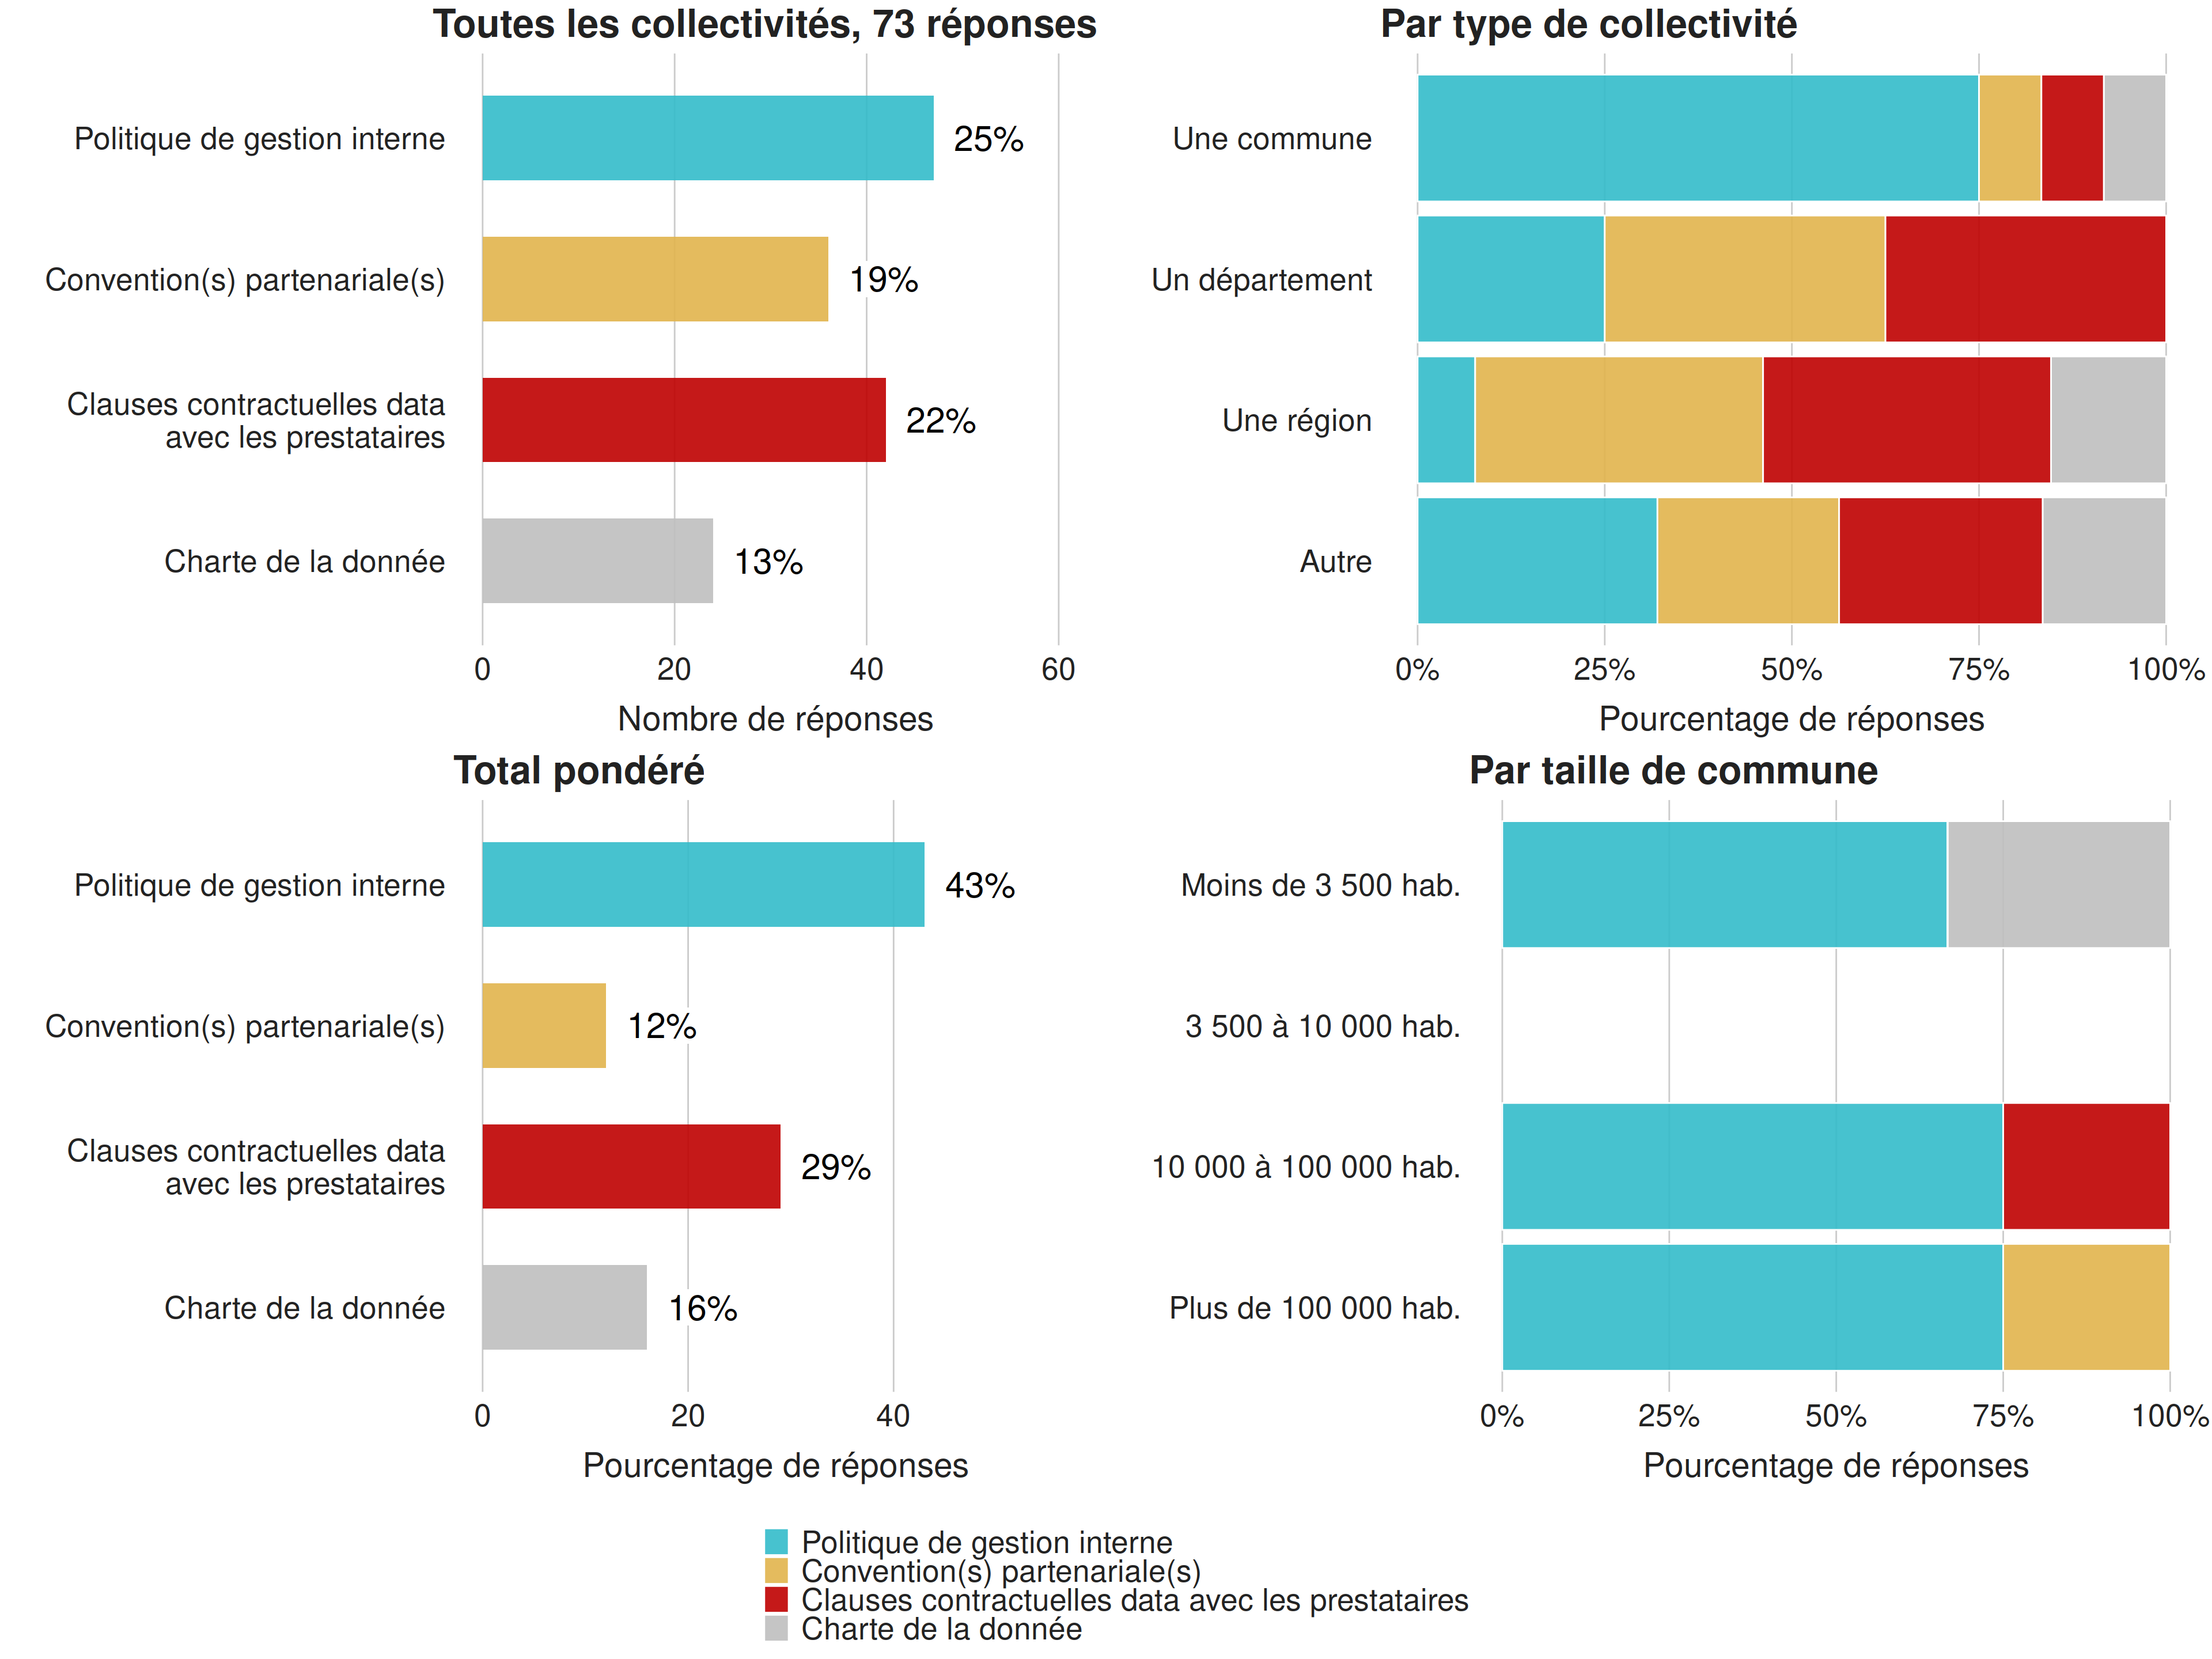 Toutes les collectivités, 73 réponses
Politique de gestion interne
25%
Convention(s) partenariale(s)
19%
Clauses contractuelles data
avec les prestataires
22%
Charte de la donnée
13%
0 20 40 60
Nombre de réponses
Par type de collectivité
Une commune
Un département
Une région
Autre
0% 25% 50% 75% 100%
Pourcentage de réponses
Total pondéré
Politique de gestion interne
43%
Convention(s) partenariale(s)
12%
Clauses contractuelles data
avec les prestataires
29%
Charte de la donnée
16%
0 20 40
Pourcentage de réponses
Par taille de commune
Moins de 3 500 hab.
3 500 à 10 000 hab.
10 000 à 100 000 hab.
Plus de 100 000 hab.
0% 25% 50% 75% 100%
Pourcentage de réponses
Politique de gestion interne
Convention(s) partenariale(s)
Clauses contractuelles data avec les prestataires
Charte de la donnée